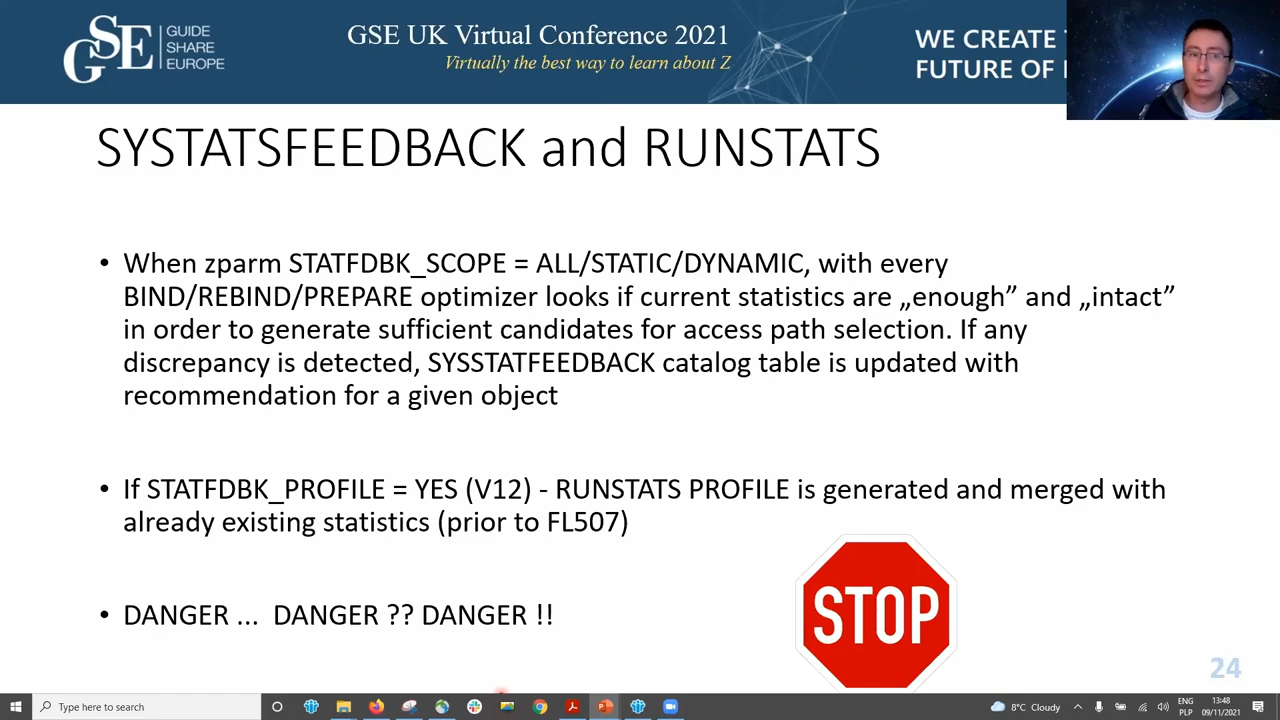 GSE
GUIDE
SHARE
EUROPE
GSE UK Virtual Conference 2021
Virtually the best way to learn about Z
WE CREATE
FUTURE OF
SYSTATSFEEDBACK and RUNSTATS
• When zparm STATFDBK_SCOPE = ALL/STATIC/DYNAMIC, with every
BIND/REBIND/PREPARE optimizer looks if current statistics are „enough” and „intact”
in order to generate sufficient candidates for access path selection. If any
discrepancy is detected, SYSSTATFEEDBACK catalog table is updated with
recommendation for a given object
• If STATFDBK_PROFILE = YES (V12) - RUNSTATS PROFILE is generated and merged with
already existing statistics (prior to FL507)
• DANGER ... DANGER ?? DANGER !!
STOP
24
Type here to search
8°C Cloudy
ENG
PLP
13:48
09/11/2021